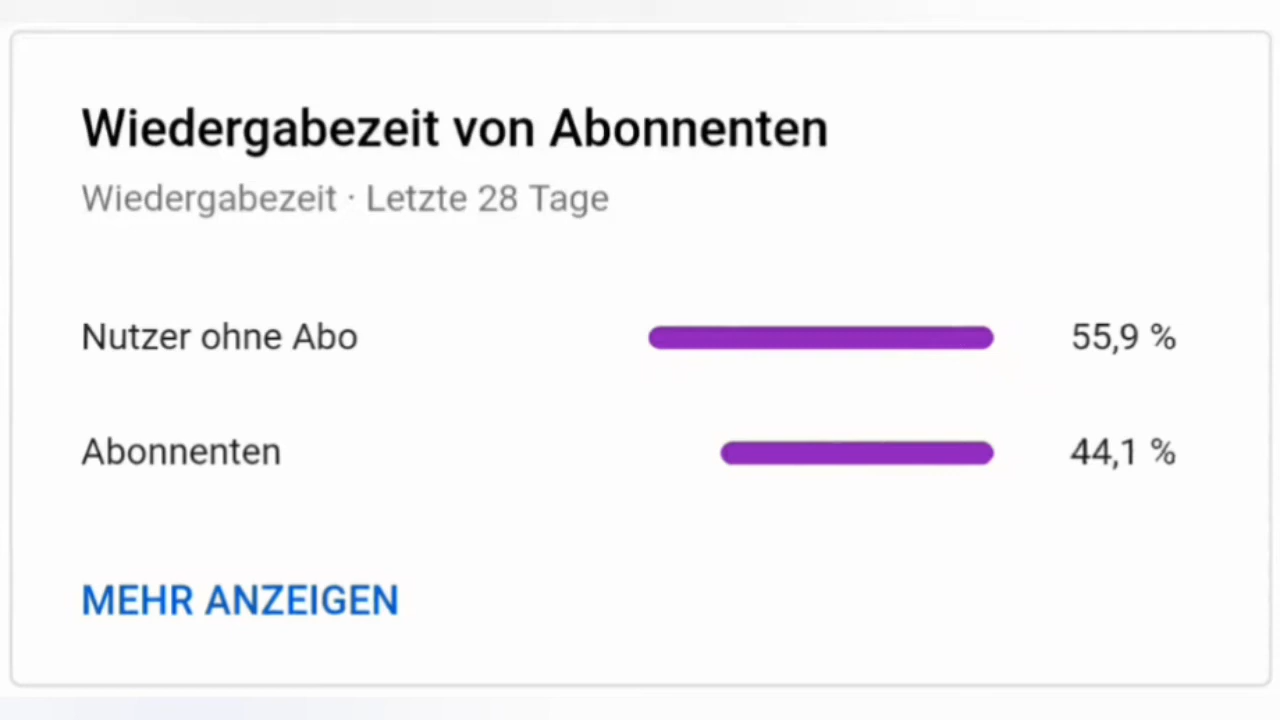 Wiedergabezeit von Abonnenten
Wiedergabezeit · Letzte 28 Tage
Nutzer ohne Abo 55,9 %
Abonnenten 44,1 %
MEHR ANZEIGEN